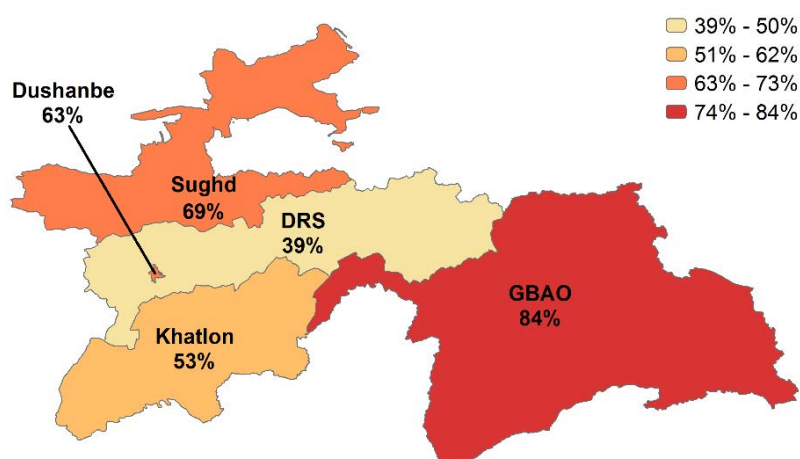 39% - 50%
51% - 62%
63% - 73%
74% - 84%
Dushanbe
63%
Sughd
69%
DRS
39%
GBAO
84%
Khatlon
53%